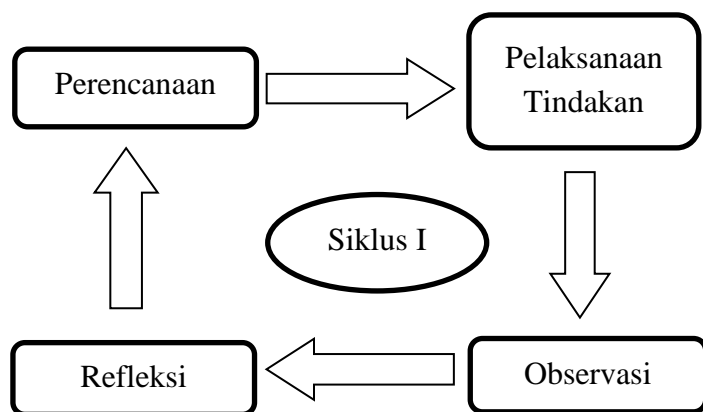 Perencanaan
Pelaksanaan
Tindakan
Siklus I
Refleksi
Observasi